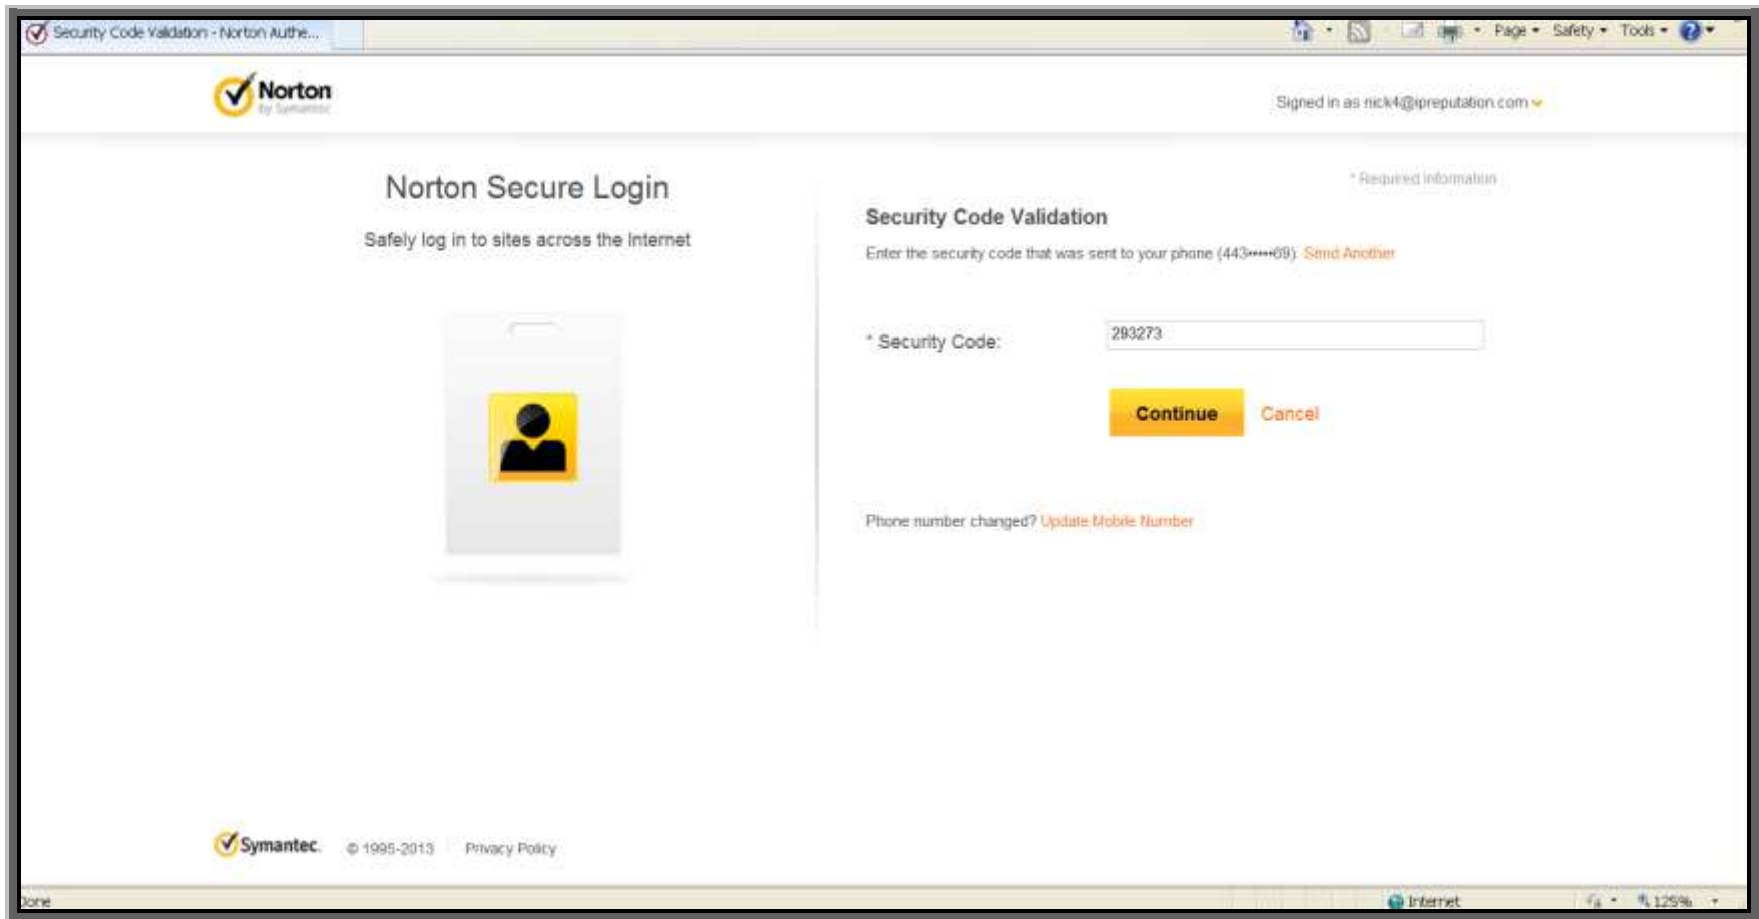 Security Code Validation - Norton Authe...
Page Safety Tools
Norton
by Symantec
Signed in as nick4@ipreputation.com
Norton Secure Login
Safely log in to sites across the Internet
* Required Information
Security Code Validation
Enter the security code that was sent to your phone (443•••••69). Send Another
* Security Code: 293273
Continue Cancel
Phone number changed? Update Mobile Number
Symantec. © 1995-2013 Privacy Policy
Done Internet 125%